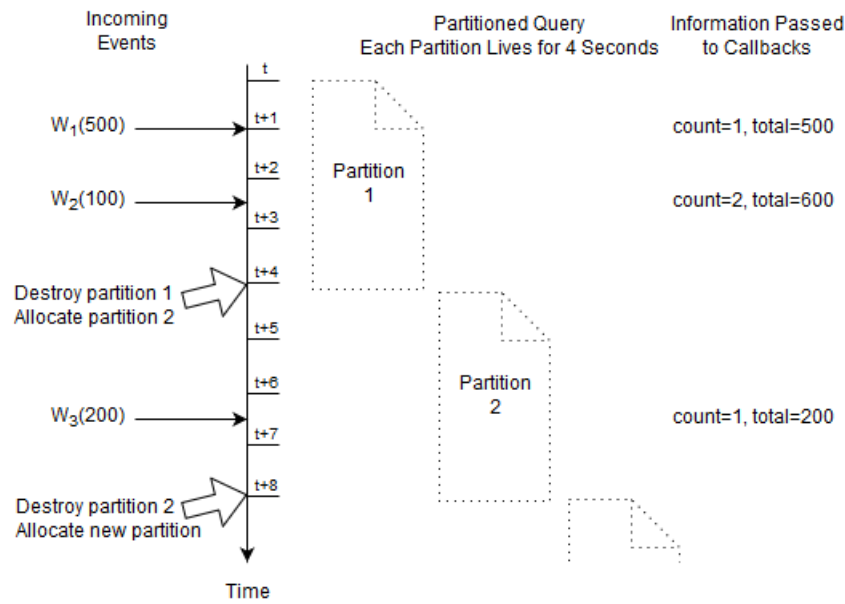 Incoming
Events
Partitioned Query
Each Partition Lives for 4 Seconds
Information Passed
to Callbacks
t
W1(500)
t+1
count=1, total=500
t+2
Partition
1
W2(100)
count=2, total=600
t+3
t+4
Destroy partition 1
Allocate partition 2
t+5
t+6
Partition
2
W3(200)
count=1, total=200
t+7
t+8
Destroy partition 2
Allocate new partition
Time